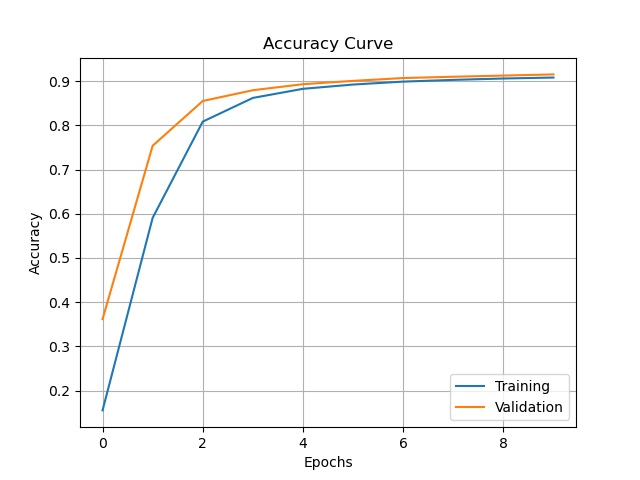 Accuracy Curve
Accuracy
0.9
0.8
0.7
0.6
0.5
0.4
0.3
0.2
Training
Validation
0 2 4 6 8
Epochs